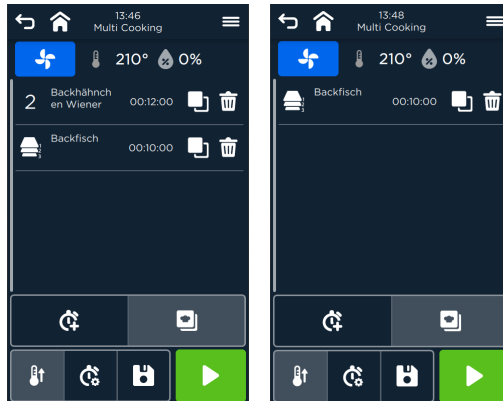 13:46
Multi Cooking
210° 0%
2 Backhähnch
en Wiener 00:12:00
Backfisch 00:10:00
13:48
Multi Cooking
210° 0%
Backfisch 00:10:00